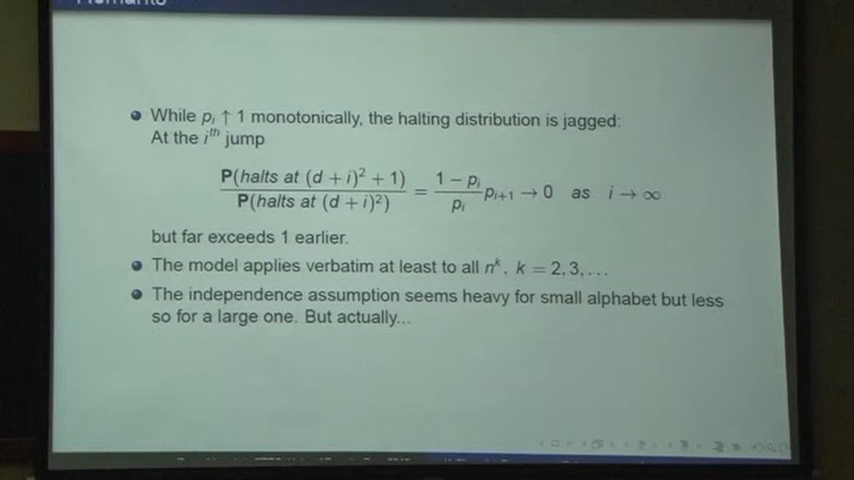 Remarks
While pᵢ ↑ 1 monotonically, the halting distribution is jagged:
At the iᵗʰ jump
P(halts at (d + i)² + 1) / P(halts at (d + i)²) = (1 − pᵢ) / pᵢ pᵢ₊₁ → 0 as i → ∞
but far exceeds 1 earlier.
The model applies verbatim at least to all nᵏ, k = 2, 3, . . .
The independence assumption seems heavy for small alphabet but less
so for a large one. But actually...